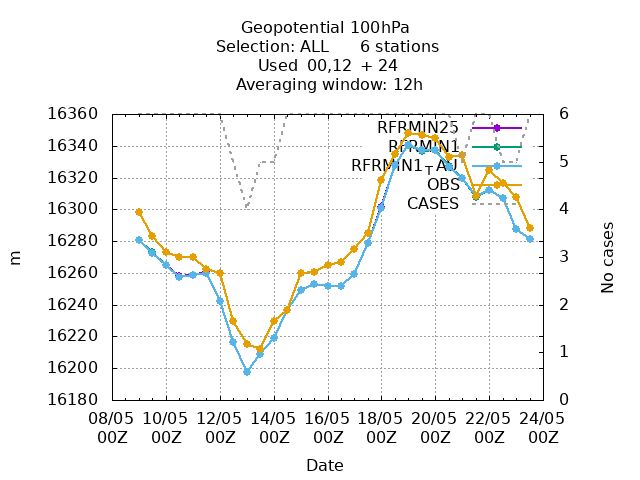 Geopotential 100hPa
Selection: ALL 6 stations
Used 00,12 + 24
Averaging window: 12h
16360
16340
16320
16300
16280
16260
16240
16220
16200
16180
m
6
5
4
3
2
1
0
No cases
RFRMIN25
RFRMIN1
RFRMIN1_AU
OBS
CASES
08/05 10/05 12/05 14/05 16/05 18/05 20/05 22/05 24/05
00Z 00Z 00Z 00Z 00Z 00Z 00Z 00Z 00Z
Date